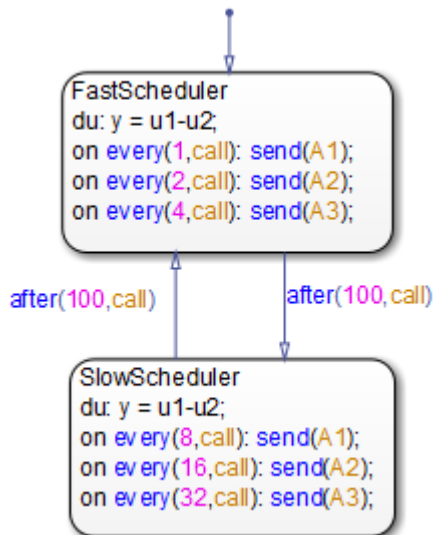 FastScheduler
du: y = u1-u2;
on every(1,call): send(A1);
on every(2,call): send(A2);
on every(4,call): send(A3);
after(100,call)
after(100,call)
SlowScheduler
du: y = u1-u2;
on every(8,call): send(A1);
on every(16,call): send(A2);
on every(32,call): send(A3);